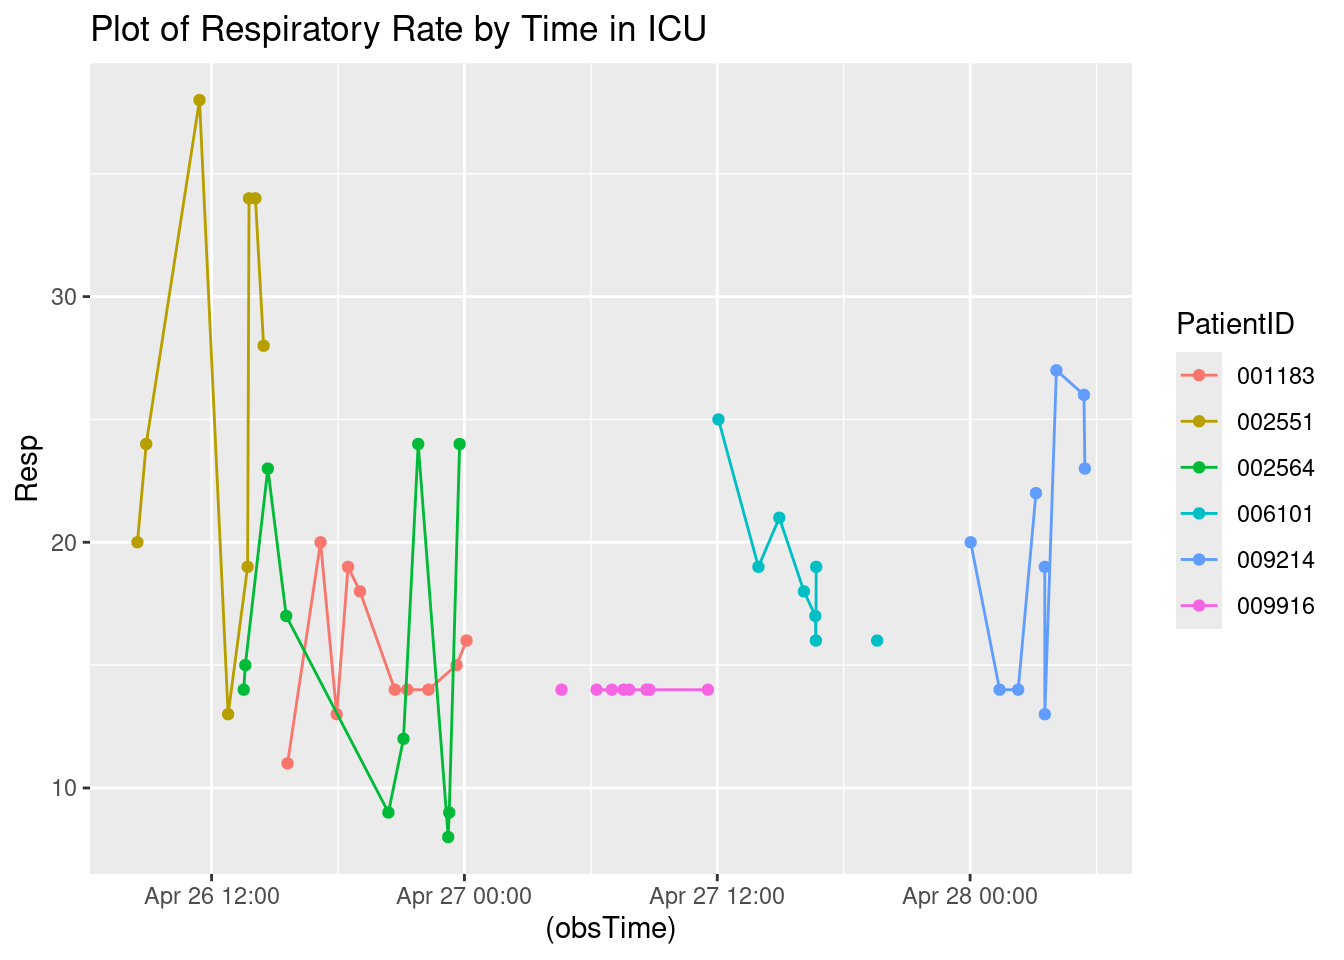 Plot of Respiratory Rate by Time in ICU
Resp
30
20
10
Apr 26 12:00
Apr 27 00:00
Apr 27 12:00
Apr 28 00:00
(obsTime)
PatientID
001183
002551
002564
006101
009214
009916